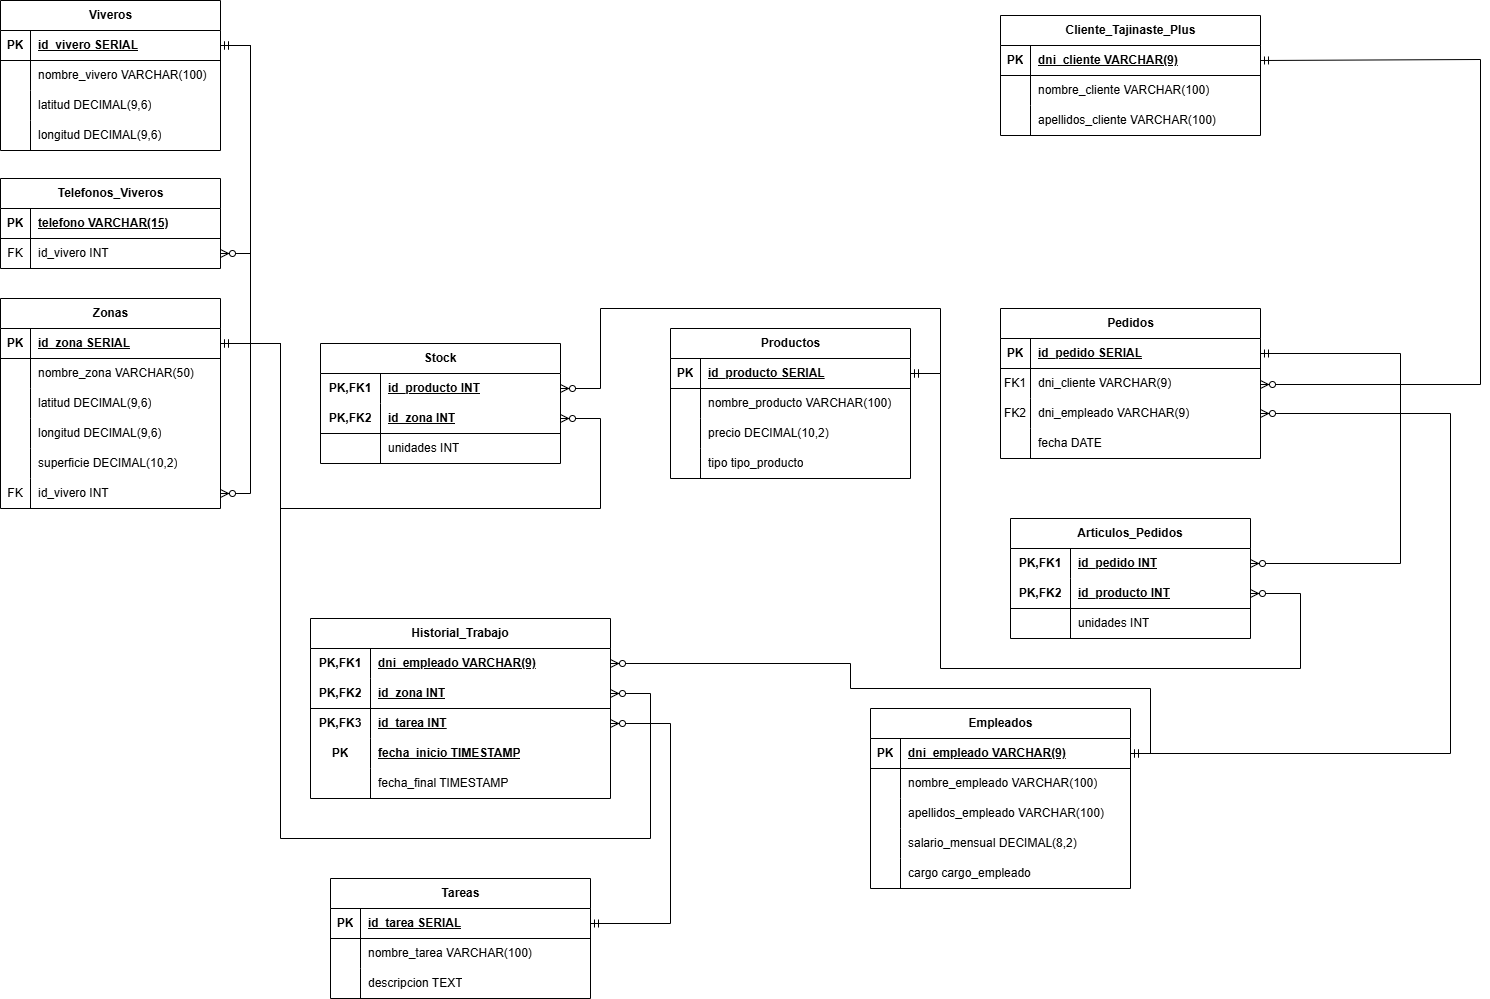 Viveros
PK id_vivero SERIAL
nombre_vivero VARCHAR(100)
latitud DECIMAL(9,6)
longitud DECIMAL(9,6)
Telefonos_Viveros
PK telefono VARCHAR(15)
FK id_vivero INT
Zonas
PK id_zona SERIAL
nombre_zona VARCHAR(50)
latitud DECIMAL(9,6)
longitud DECIMAL(9,6)
superficie DECIMAL(10,2)
FK id_vivero INT
Stock
PK,FK1 id_producto INT
PK,FK2 id_zona INT
unidades INT
Productos
PK id_producto SERIAL
nombre_producto VARCHAR(100)
precio DECIMAL(10,2)
tipo tipo_producto
Cliente_Tajinaste_Plus
PK dni_cliente VARCHAR(9)
nombre_cliente VARCHAR(100)
apellidos_cliente VARCHAR(100)
Pedidos
PK id_pedido SERIAL
FK1 dni_cliente VARCHAR(9)
FK2 dni_empleado VARCHAR(9)
fecha DATE
Articulos_Pedidos
PK,FK1 id_pedido INT
PK,FK2 id_producto INT
unidades INT
Historial_Trabajo
PK,FK1 dni_empleado VARCHAR(9)
PK,FK2 id_zona INT
PK,FK3 id_tarea INT
PK fecha_inicio TIMESTAMP
fecha_final TIMESTAMP
Empleados
PK dni_empleado VARCHAR(9)
nombre_empleado VARCHAR(100)
apellidos_empleado VARCHAR(100)
salario_mensual DECIMAL(8,2)
cargo cargo_empleado
Tareas
PK id_tarea SERIAL
nombre_tarea VARCHAR(100)
descripcion TEXT